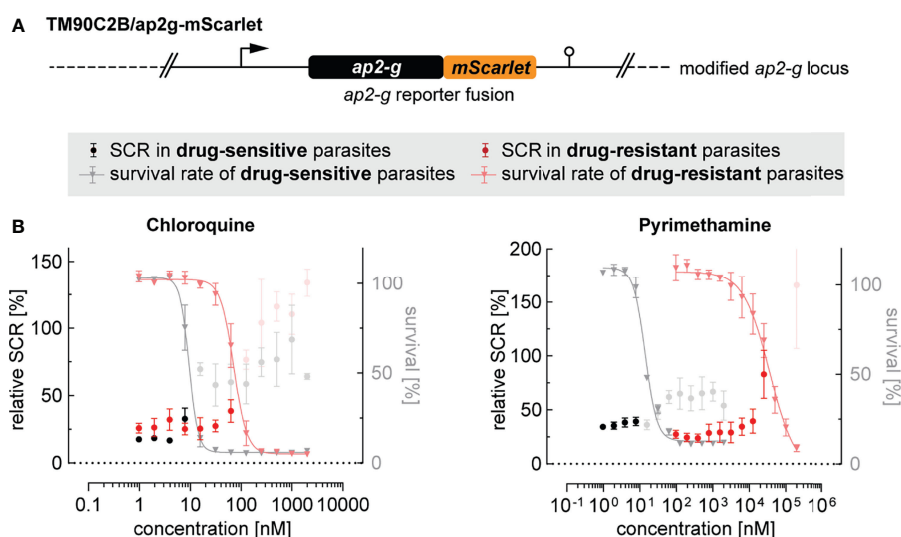 A
TM90C2B/ap2g-mScarlet
ap2-g
mScarlet
modified ap2-g locus
ap2-g reporter fusion
SCR in drug-sensitive parasites
SCR in drug-resistant parasites
survival rate of drug-sensitive parasites
survival rate of drug-resistant parasites
B
Chloroquine
relative SCR [%]
150
100
50
0
survival [%]
100
50
0
0.1 1 10 100 1000 10000
concentration [nM]
Pyrimethamine
relative SCR [%]
200
150
100
50
0
survival [%]
100
50
0
10⁻¹ 10⁰ 10¹ 10² 10³ 10⁴ 10⁵ 10⁶
concentration [nM]